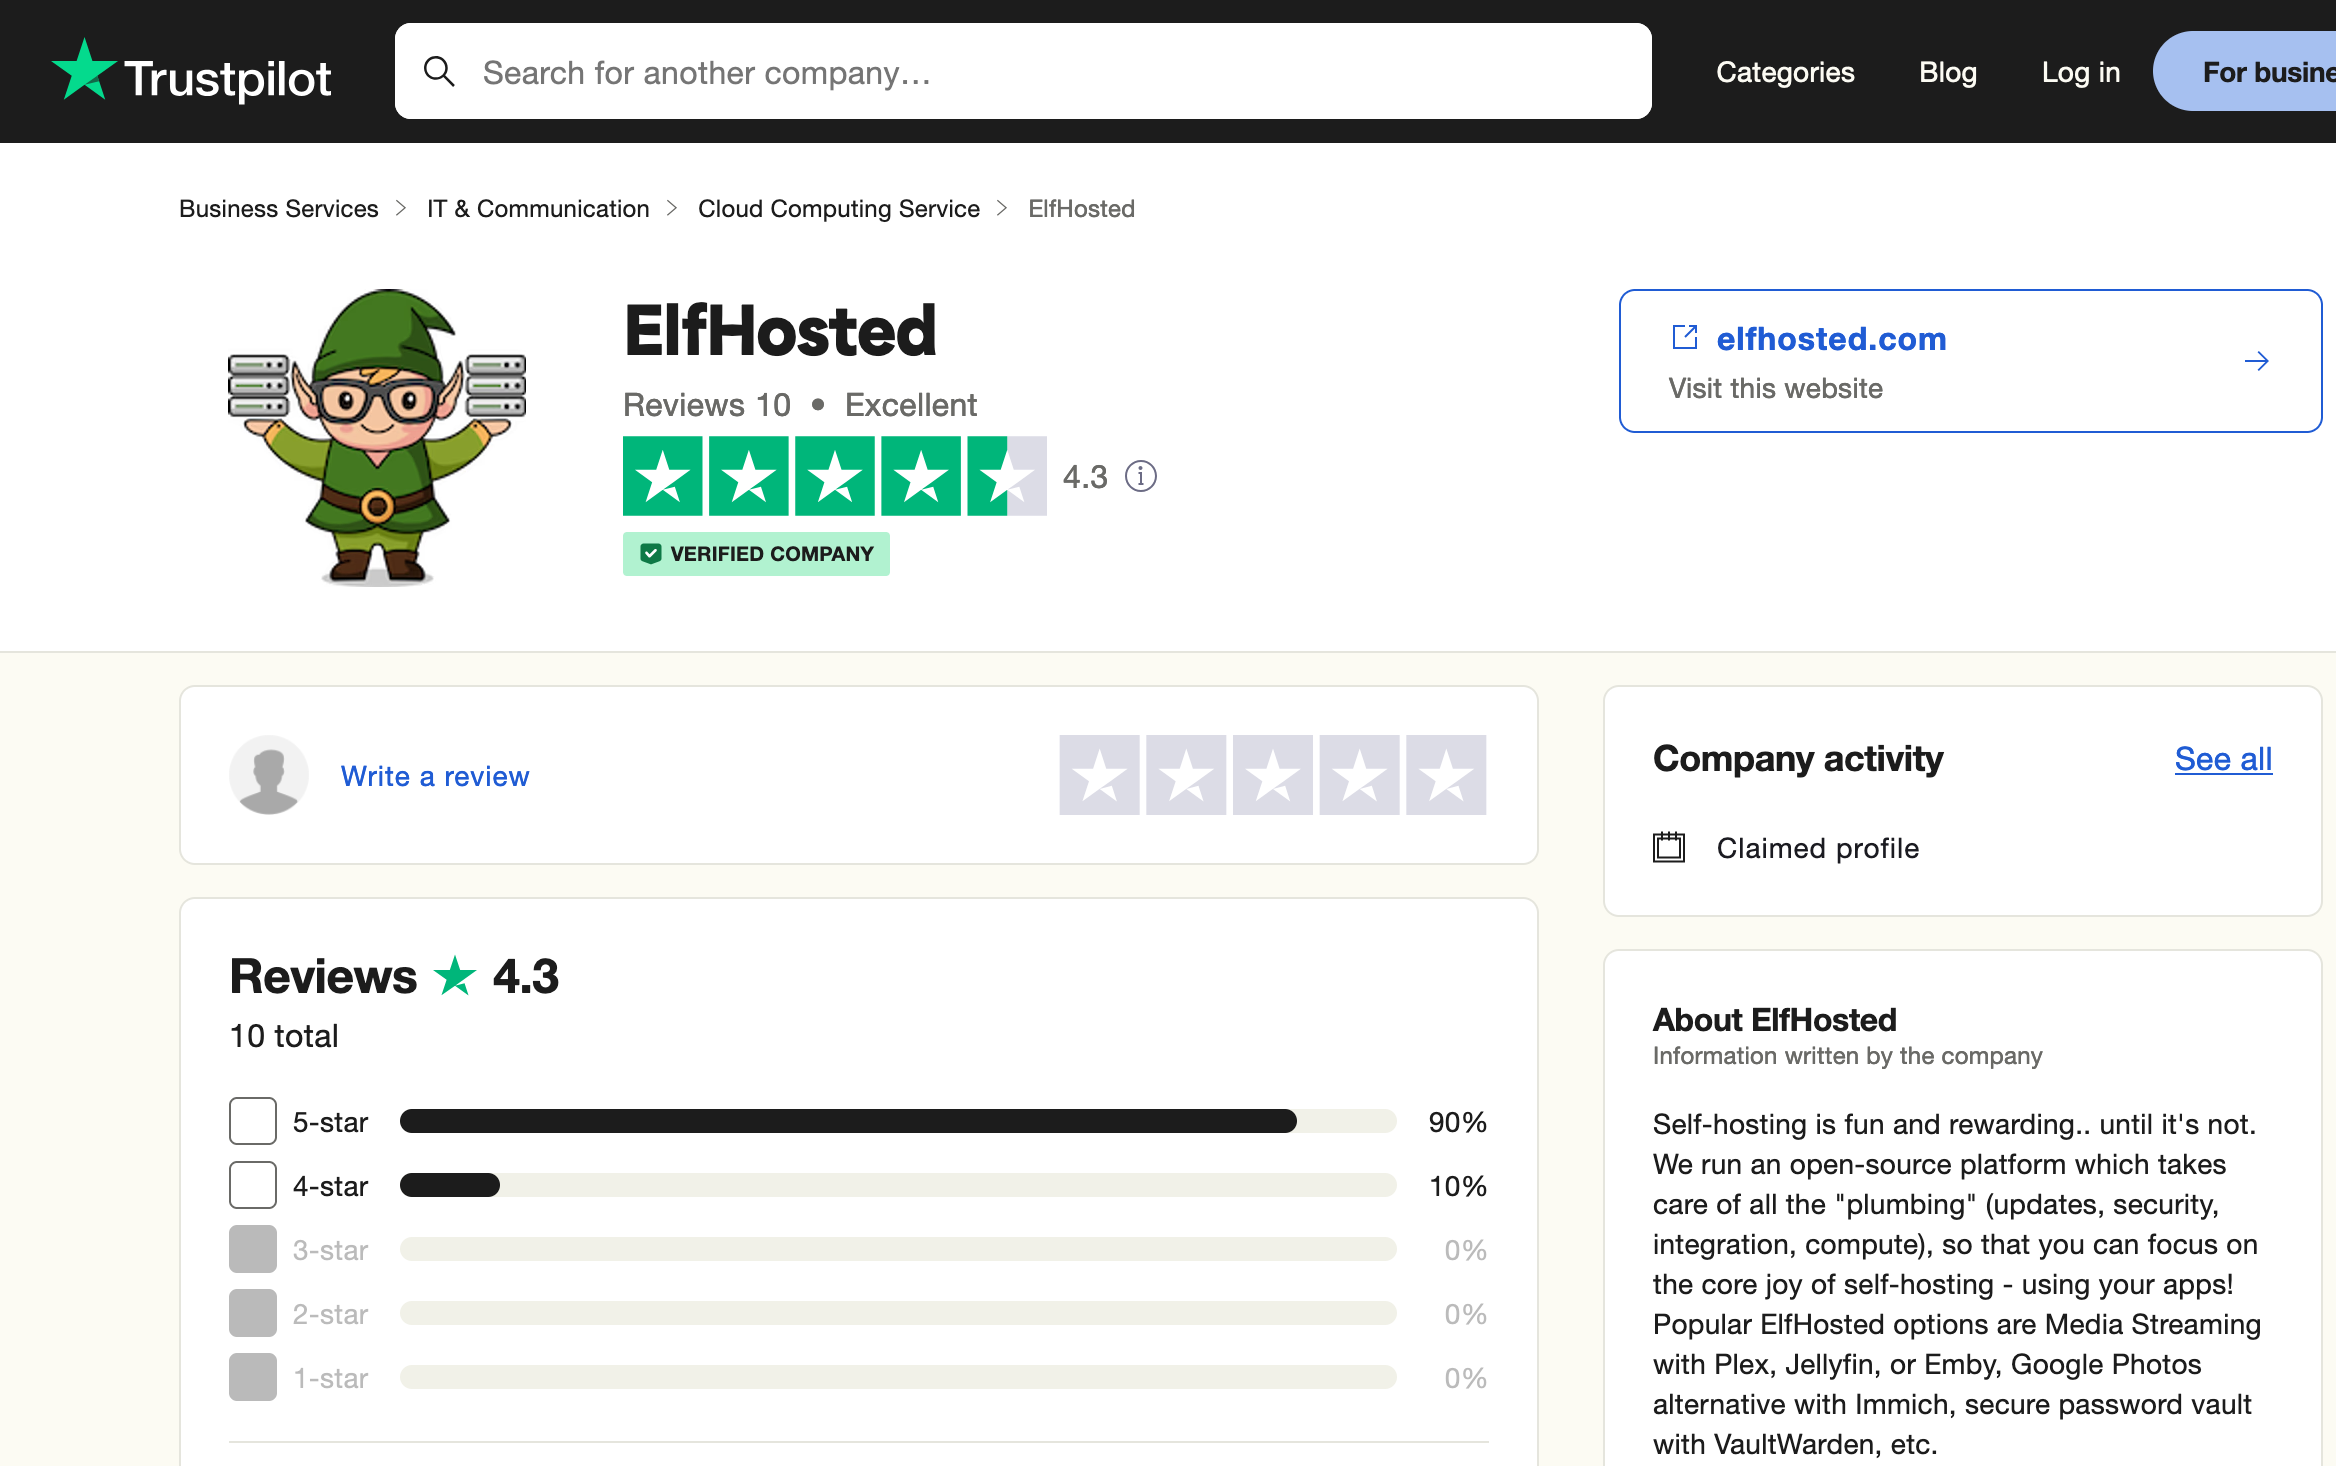 Trustpilot
Search for another company...
Categories
Blog
Log in
For busine
Business Services > IT & Communication > Cloud Computing Service > ElfHosted
ElfHosted
Reviews 10 • Excellent
4.3
VERIFIED COMPANY
elfhosted.com
Visit this website
Write a review
Company activity
See all
Claimed profile
Reviews 4.3
10 total
5-star 90%
4-star 10%
3-star 0%
2-star 0%
1-star 0%
About ElfHosted
Information written by the company
Self-hosting is fun and rewarding.. until it's not.
We run an open-source platform which takes
care of all the "plumbing" (updates, security,
integration, compute), so that you can focus on
the core joy of self-hosting - using your apps!
Popular ElfHosted options are Media Streaming
with Plex, Jellyfin, or Emby, Google Photos
alternative with Immich, secure password vault
with VaultWarden, etc.